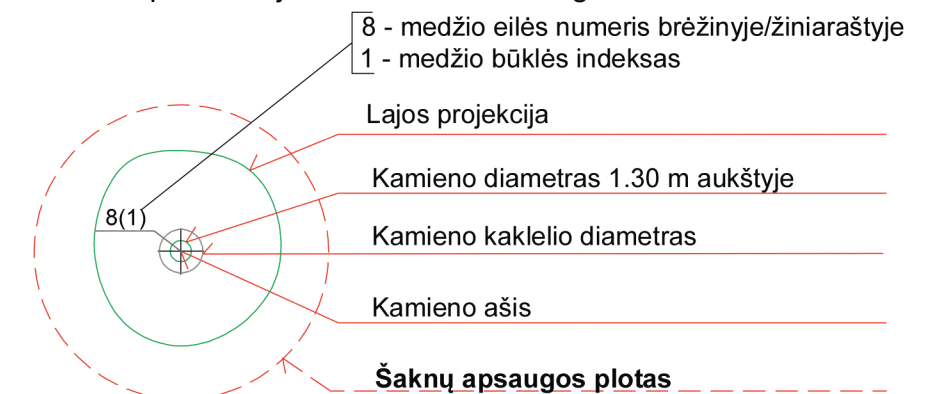 8 - medžio eilės numeris brėžinyje/žiniaraštyje
1 - medžio būklės indeksas
Lajos projekcija
Kamieno diametras 1.30 m aukštyje
8(1)
Kamieno kaklelio diametras
Kamieno ašis
Šaknų apsaugos plotas